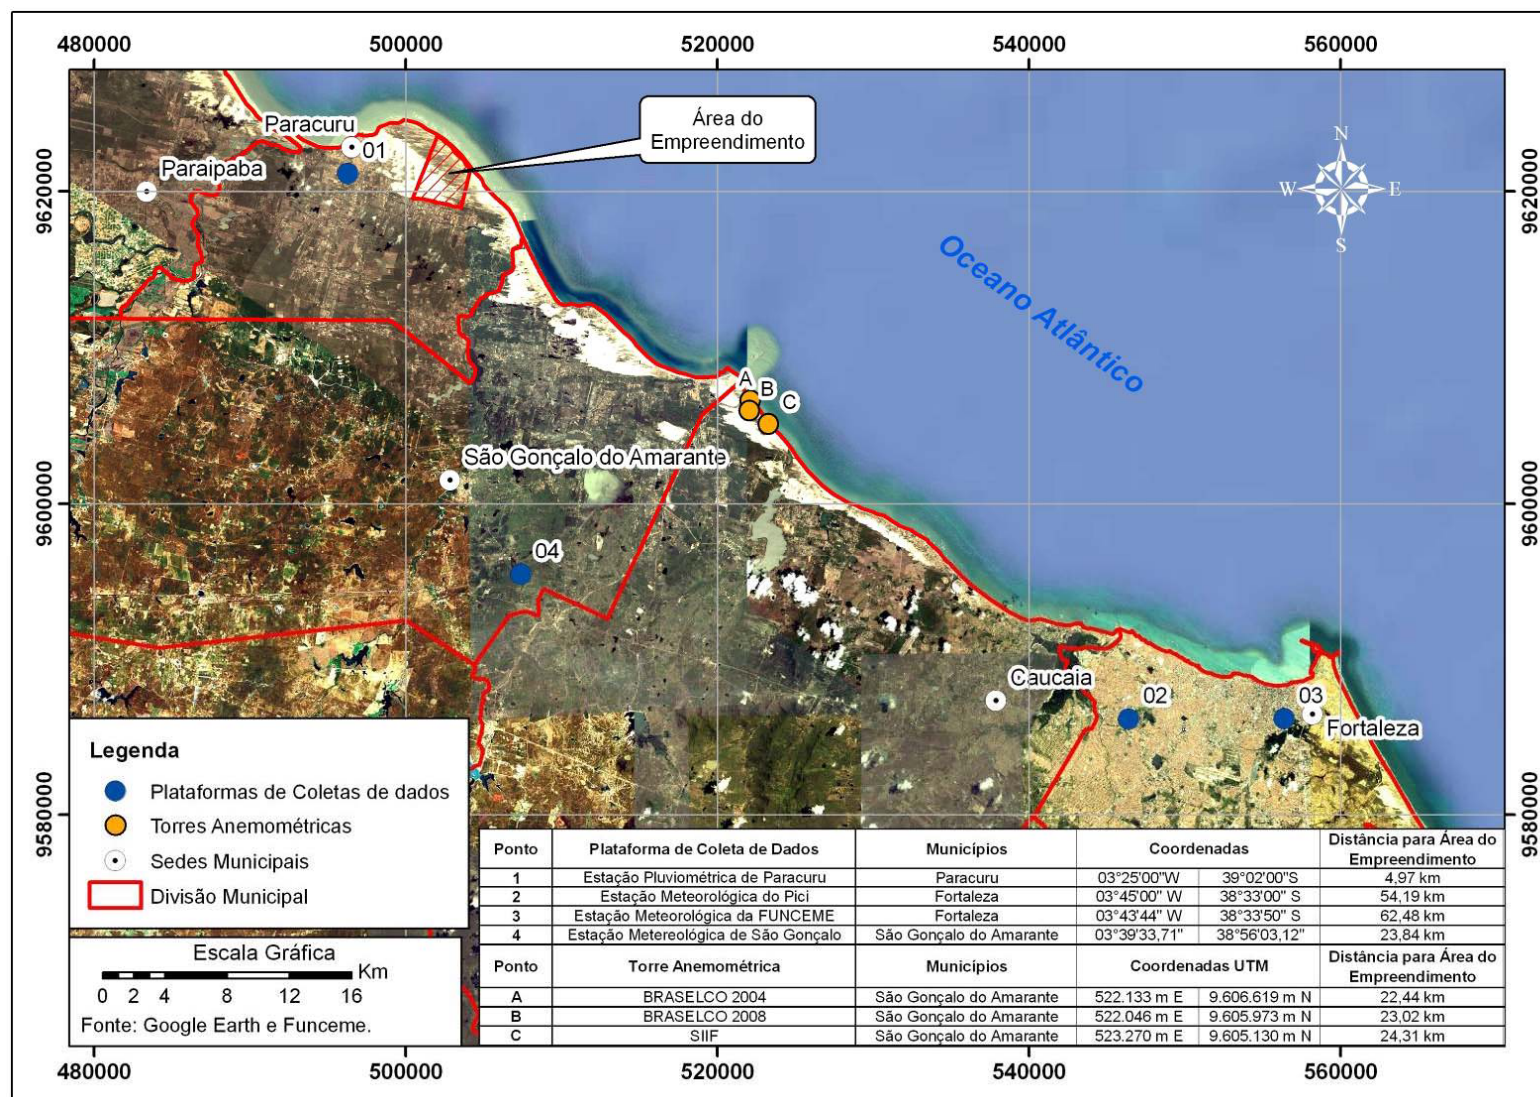 480000 500000 520000 540000 560000
9620000
9600000
9580000
9620000
9600000
9580000
Área do
Empreendimento
Paracuru
01
Paraipaba
N
W E
S
Oceano Atlântico
A
B
C
São Gonçalo do Amarante
04
Caucaia
02
03
Fortaleza
Legenda
Plataformas de Coletas de dados
Torres Anemométricas
Sedes Municipais
Divisão Municipal
Escala Gráfica
Km
0 2 4 8 12 16
Fonte: Google Earth e Funceme.
Ponto Plataforma de Coleta de Dados Municípios Coordenadas Distância para Área do Empreendimento
1 Estação Pluviométrica de Paracuru Paracuru 03°25'00"W 39°02'00"S 4,97 km
2 Estação Meteorológica do Pici Fortaleza 03°45'00" W 38°33'00" S 54,19 km
3 Estação Meteorológica da FUNCEME Fortaleza 03°43'44" W 38°33'50" S 62,48 km
4 Estação Metereológica de São Gonçalo São Gonçalo do Amarante 03°39'33,71" 38°56'03,12" 23,84 km
Ponto Torre Anemométrica Municípios Coordenadas UTM Distância para Área do Empreendimento
A BRASELCO 2004 São Gonçalo do Amarante 522.133 m E 9.606.619 m N 22,44 km
B BRASELCO 2008 São Gonçalo do Amarante 522.046 m E 9.605.973 m N 23,02 km
C SIIF São Gonçalo do Amarante 523.270 m E 9.605.130 m N 24,31 km
480000 500000 520000 540000 560000